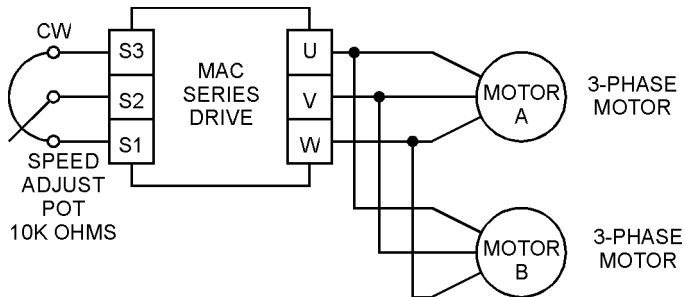 CW
S3
S2
S1
SPEED
ADJUST
POT
10K OHMS
MAC
SERIES
DRIVE
U
V
W
MOTOR
A
3-PHASE
MOTOR
MOTOR
B
3-PHASE
MOTOR